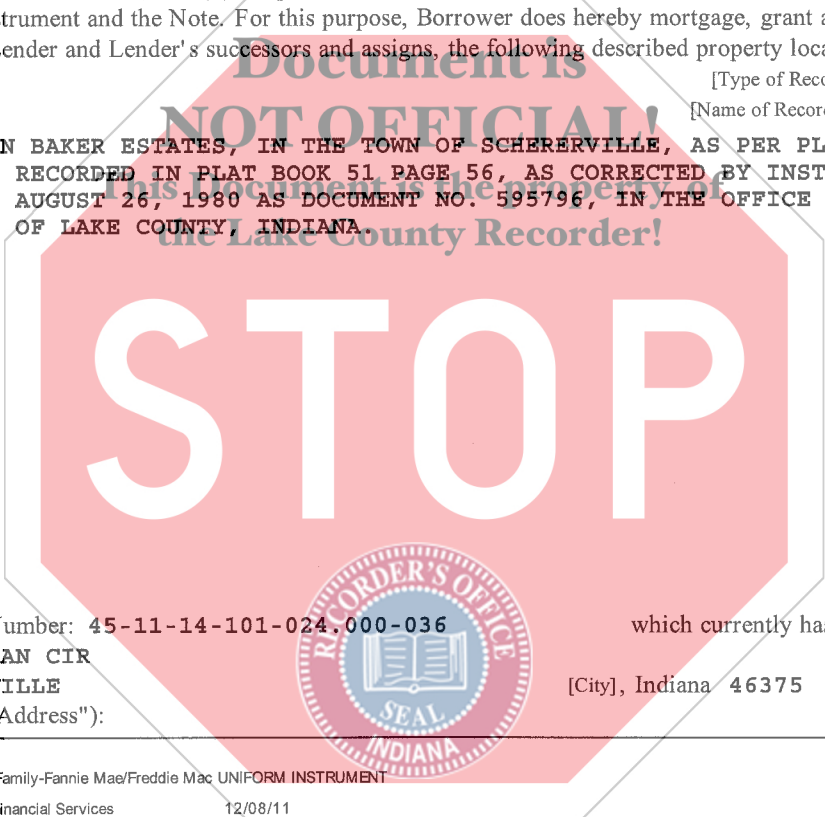 strument and the Note. For this purpose, Borrower does hereby mortgage, grant a
ender and Lender's successors and assigns, the following described property loca
Document is
[Type of Reco
NOT OFFICIAL!
[Name of Record
N BAKER ESTATES, IN THE TOWN OF SCHERERVILLE, AS PER PL
RECORDED IN PLAT BOOK 51 PAGE 56, AS CORRECTED BY INST
This Document is the property of
AUGUST 26, 1980 AS DOCUMENT NO. 595796, IN THE OFFICE
OF LAKE COUNTY, INDIANA.
the Lake County Recorder!
STOP
RECORDER'S OFFICE
umber: 45-11-14-101-024.000-036 which currently has
AN CIR
ILLE [City], Indiana 46375
Address"):
SEAL
INDIANA
Family-Fannie Mae/Freddie Mac UNIFORM INSTRUMENT
inancial Services 12/08/11